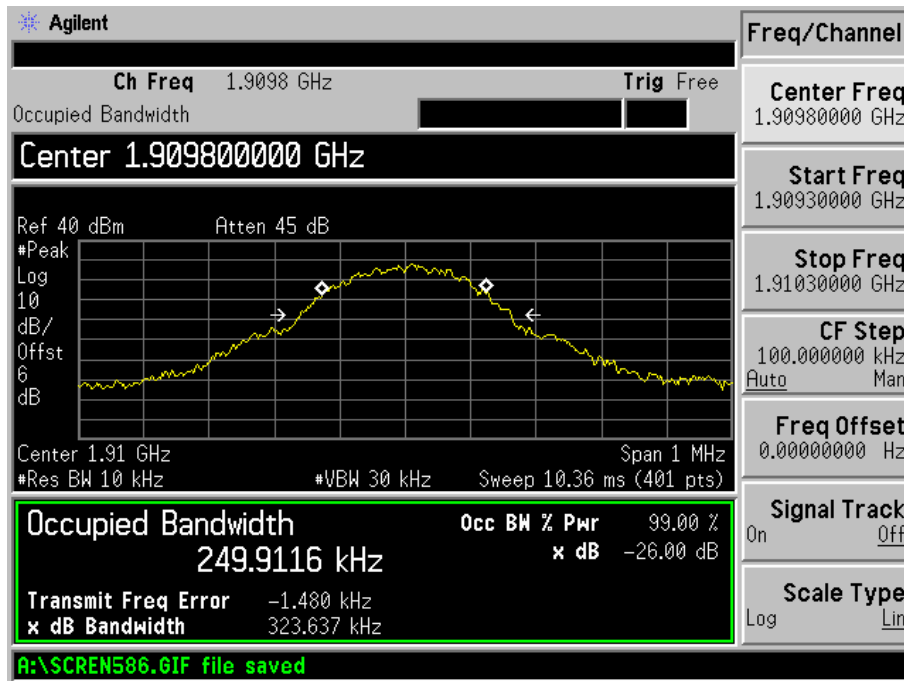 Agilent
Freq/Channel
Ch Freq 1.9098 GHz Trig Free
Occupied Bandwidth
Center 1.909800000 GHz
Ref 40 dBm Atten 45 dB
#Peak
Log
10
dB/
Offst
6
dB
Center 1.91 GHz Span 1 MHz
#Res BW 10 kHz #VBW 30 kHz Sweep 10.36 ms (401 pts)
Occupied Bandwidth
249.9116 kHz
Occ BW % Pwr 99.00 %
x dB -26.00 dB
Transmit Freq Error -1.480 kHz
x dB Bandwidth 323.637 kHz
A:\SCREN586.GIF file saved
Center Freq
1.90980000 GHz
Start Freq
1.90930000 GHz
Stop Freq
1.91030000 GHz
CF Step
100.000000 kHz
Auto Man
Freq Offset
0.00000000 Hz
Signal Track
On Off
Scale Type
Log Lin